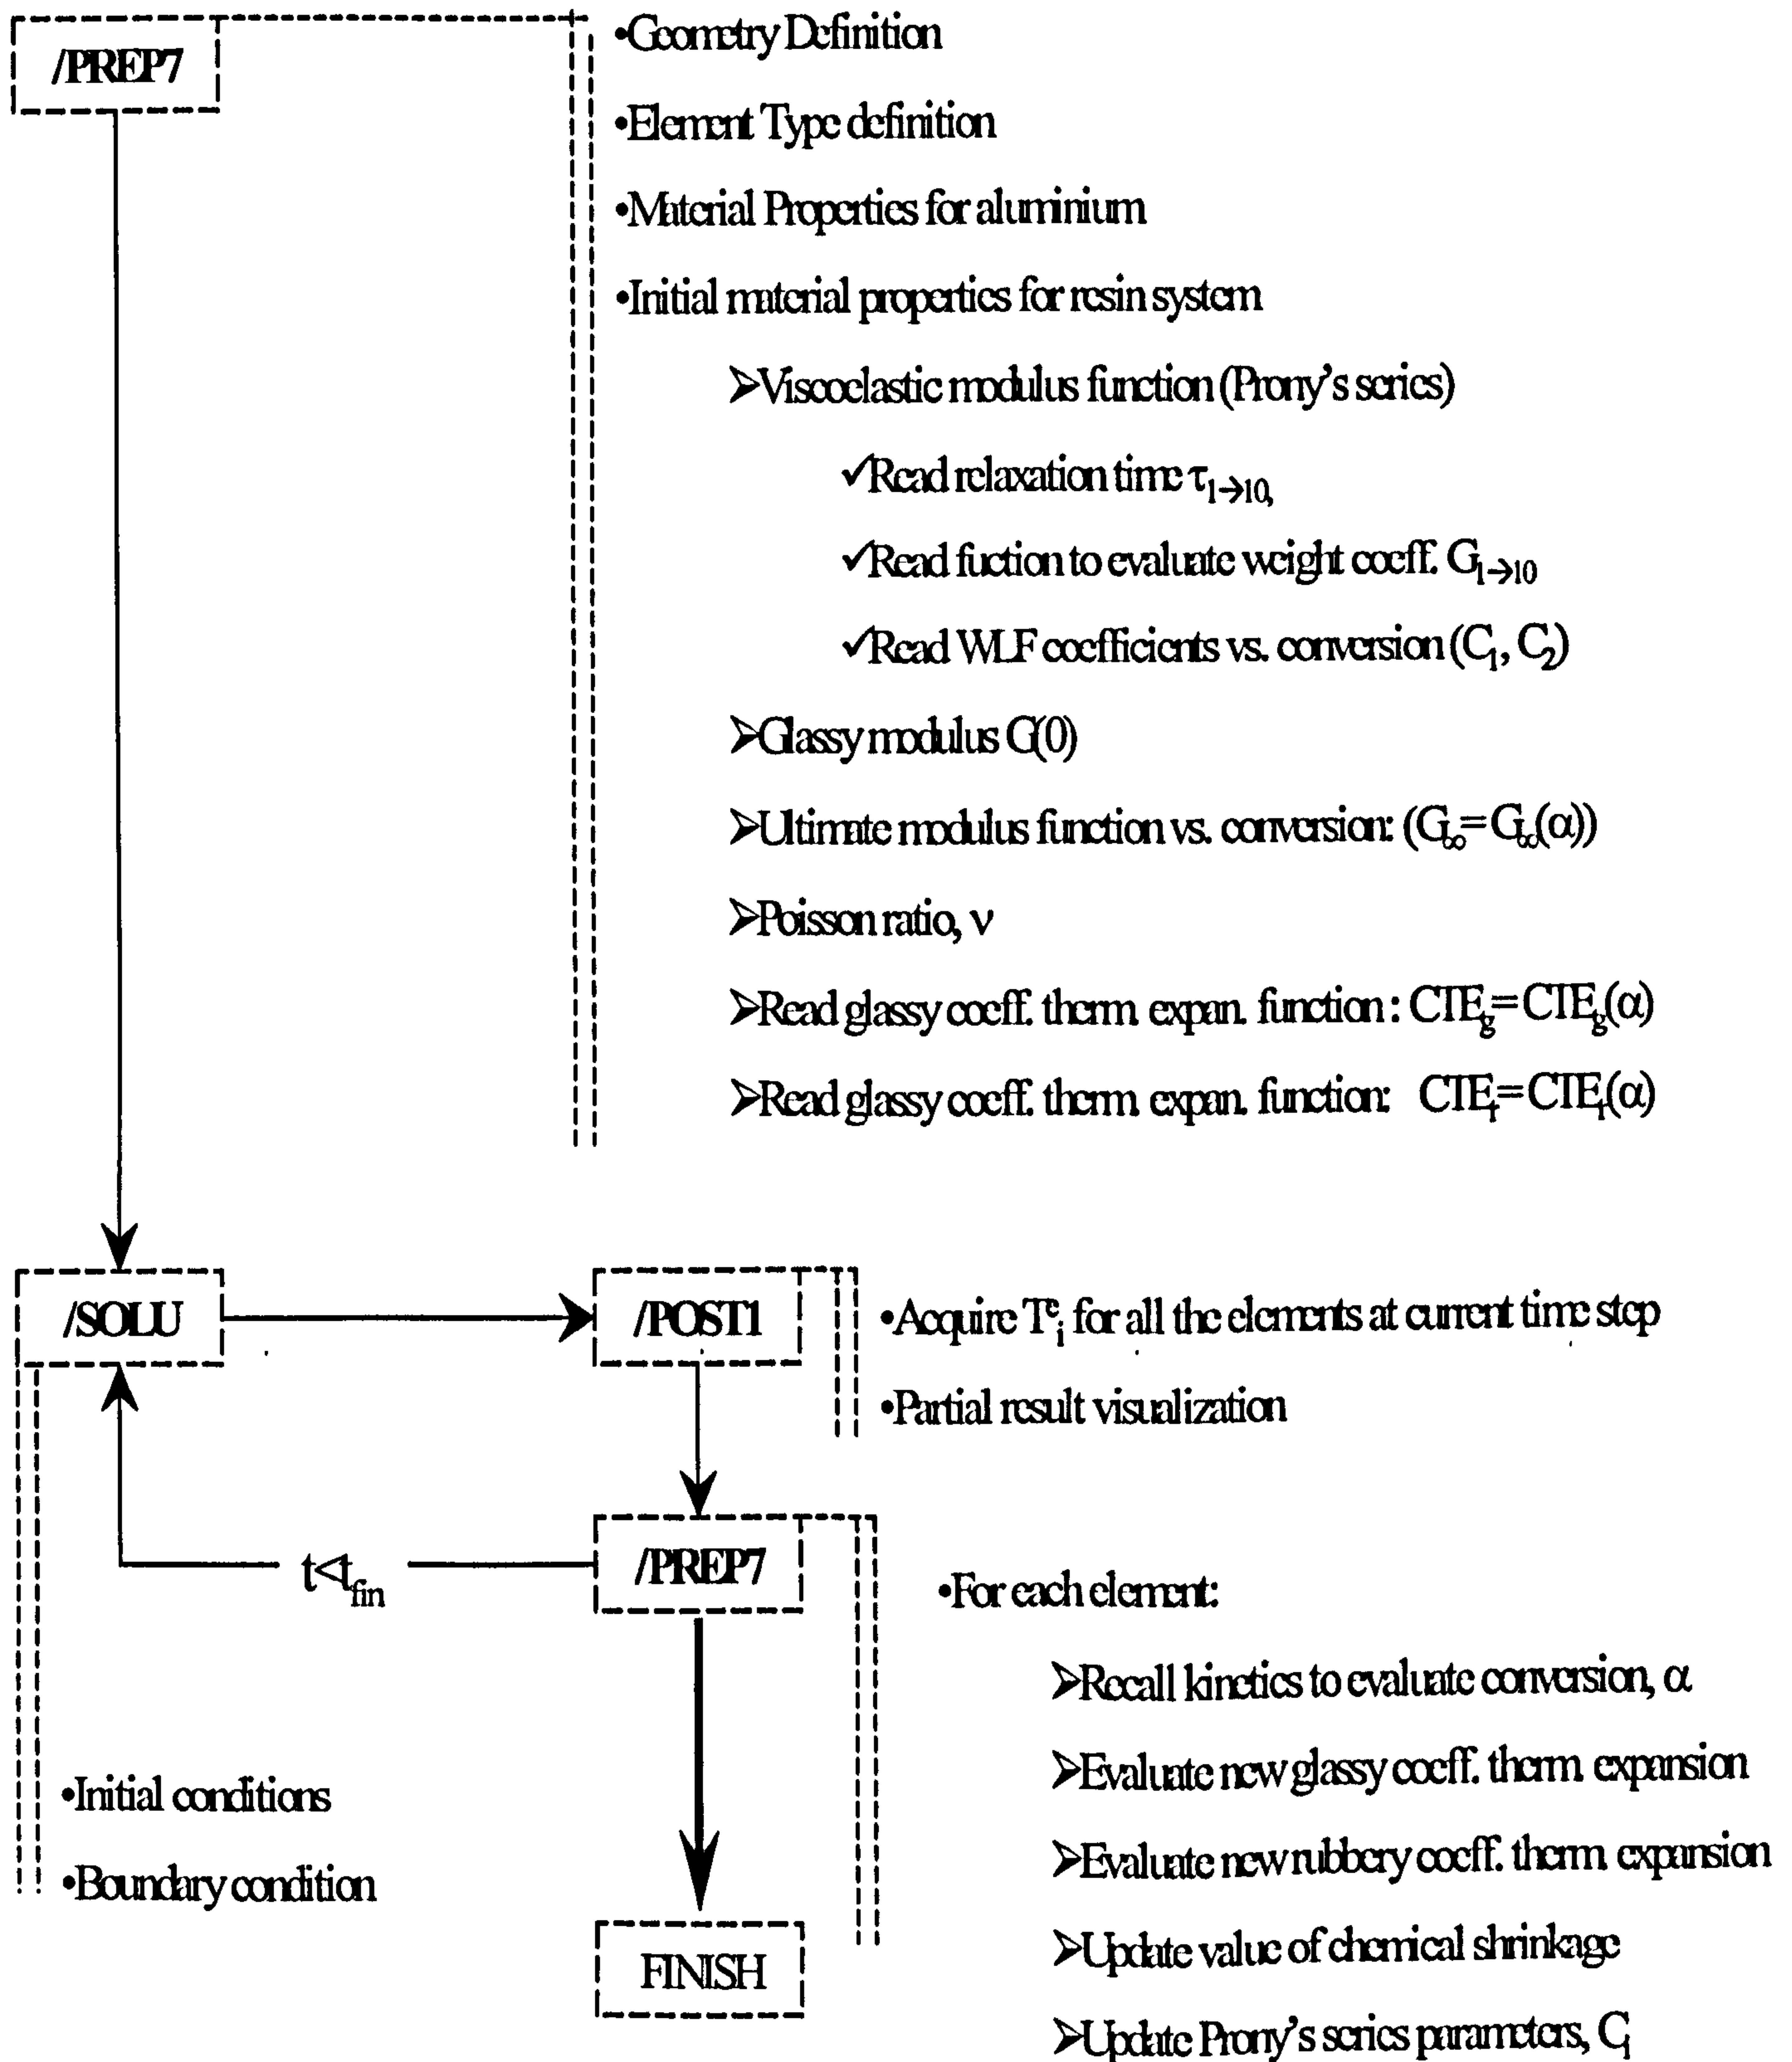 /PREP7
•Geometry Definition
•Element Type definition
•Material Properties for aluminium
•Initial material properties for resin system
➢Viscoelastic modulus function (Prony's series)
✓Read relaxation time τ1→10,
✓Read fuction to evaluate weight coeff. G1→10
✓Read WLF coefficients vs. conversion (C1, C2)
➢Glassy modulus G(0)
➢Ultimate modulus function vs. conversion: (G∞=G∞(α))
➢Poisson ratio, ν
➢Read glassy coeff. therm. expan. function : CTEg=CTEg(α)
➢Read glassy coeff. therm. expan. function: CTEr=CTEr(α)
/SOLU
/POST1
•Acquire Tei for all the elements at current time step
•Partial result visualization
t<tfin
/PREP7
•For each element:
➢Recall kinetics to evaluate conversion, α
➢Evaluate new glassy coeff. therm. expansion
➢Evaluate new rubbery coeff. therm. expansion
➢Update value of chemical shrinkage
➢Update Prony's series parameters, Ci
•Initial conditions
•Boundary condition
FINISH